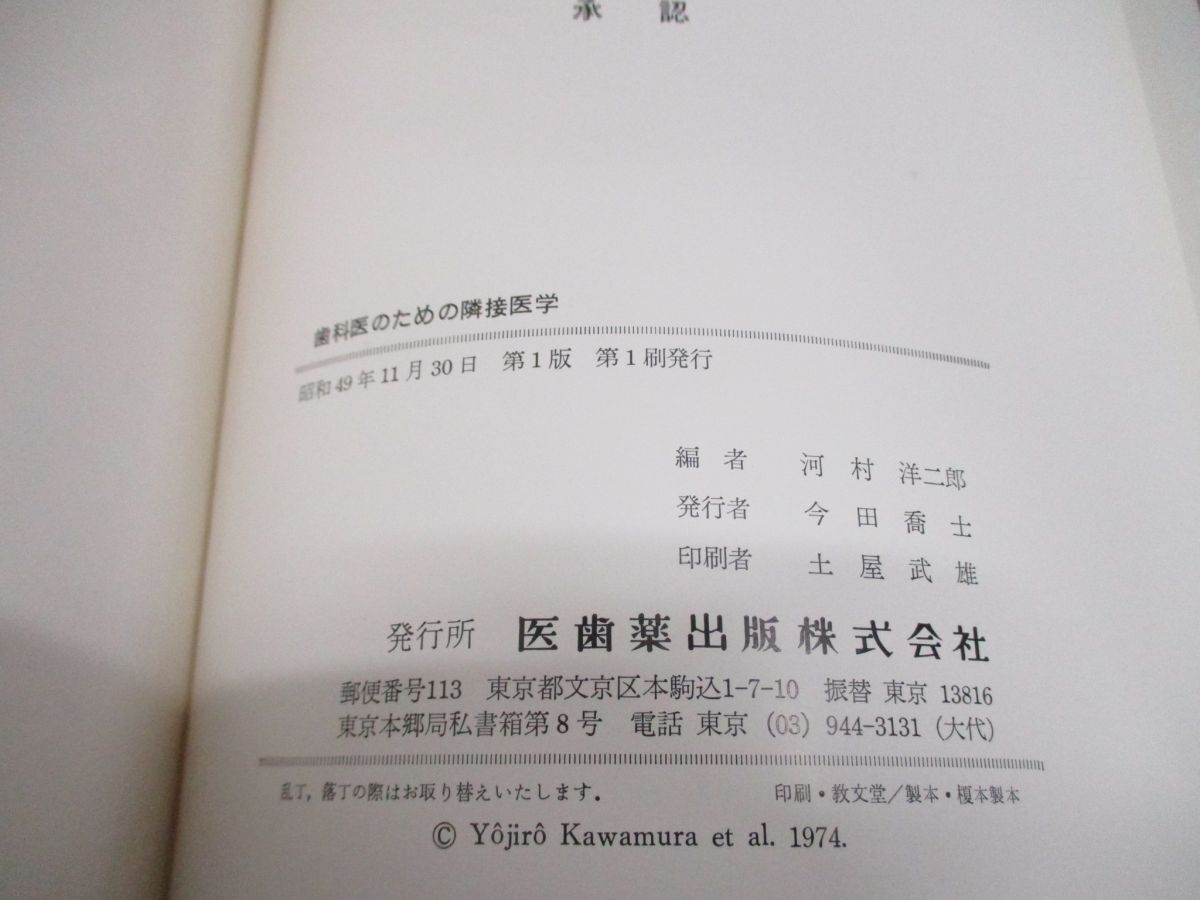 承認
歯科医のための隣接医学
昭和49年11月30日 第1版 第1刷発行
編者 河村洋二郎
発行者 今田喬士
印刷者 土屋武雄
発行所 医歯薬出版株式会社
郵便番号113 東京都文京区本駒込1-7-10 振替 東京 13816
東京本郷局私書箱第8号 電話 東京 (03) 944-3131 (大代)
乱丁,落丁の際はお取り替えいたします. 印刷・教文堂/製本・榎本製本
© Yôjirô Kawamura et al. 1974.